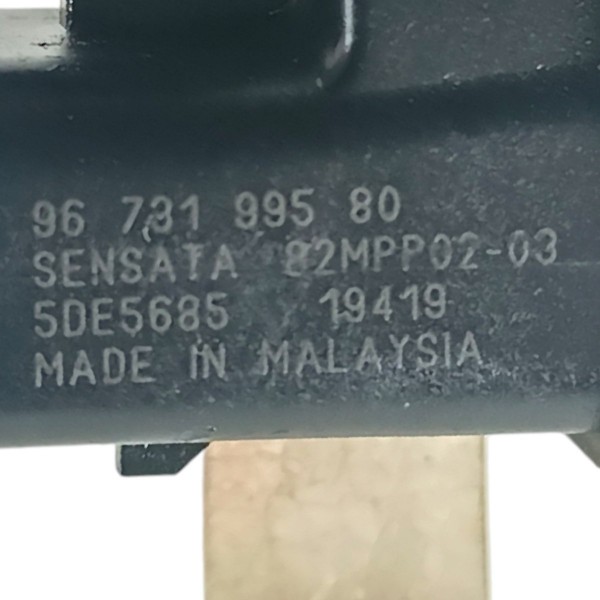 96 731 995 80
SENSATA 82MPP02-03
5DE5685 19419
MADE IN MALAYSIA